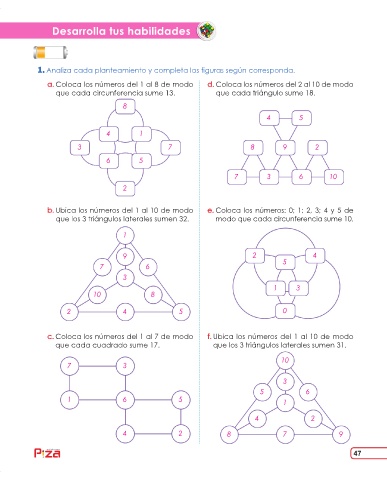 Desarrolla tus habilidades
1. Analiza cada planteamiento y completa las figuras según corresponda.
a. Coloca los números del 1 al 8 de modo
que cada circunferencia sume 13.
8
4 1
3 7
6 5
2
b. Ubica los números del 1 al 10 de modo
que los 3 triángulos laterales sumen 32.
1
9
7 6
3
10 8
2 4 5
c. Coloca los números del 1 al 7 de modo
que cada cuadrado sume 17.
7 3
1 6 5
4 2
d. Coloca los números del 2 al 10 de modo
que cada triángulo sume 18.
4 5
8 9 2
7 3 6 10
e. Coloca los números: 0; 1; 2, 3; 4 y 5 de
modo que cada circunferencia sume 10.
2 4
5
1 3
0
f. Ubica los números del 1 al 10 de modo
que los 3 triángulos laterales sumen 31.
10
3
5 6
1
4 2
8 7 9
Pizza
47